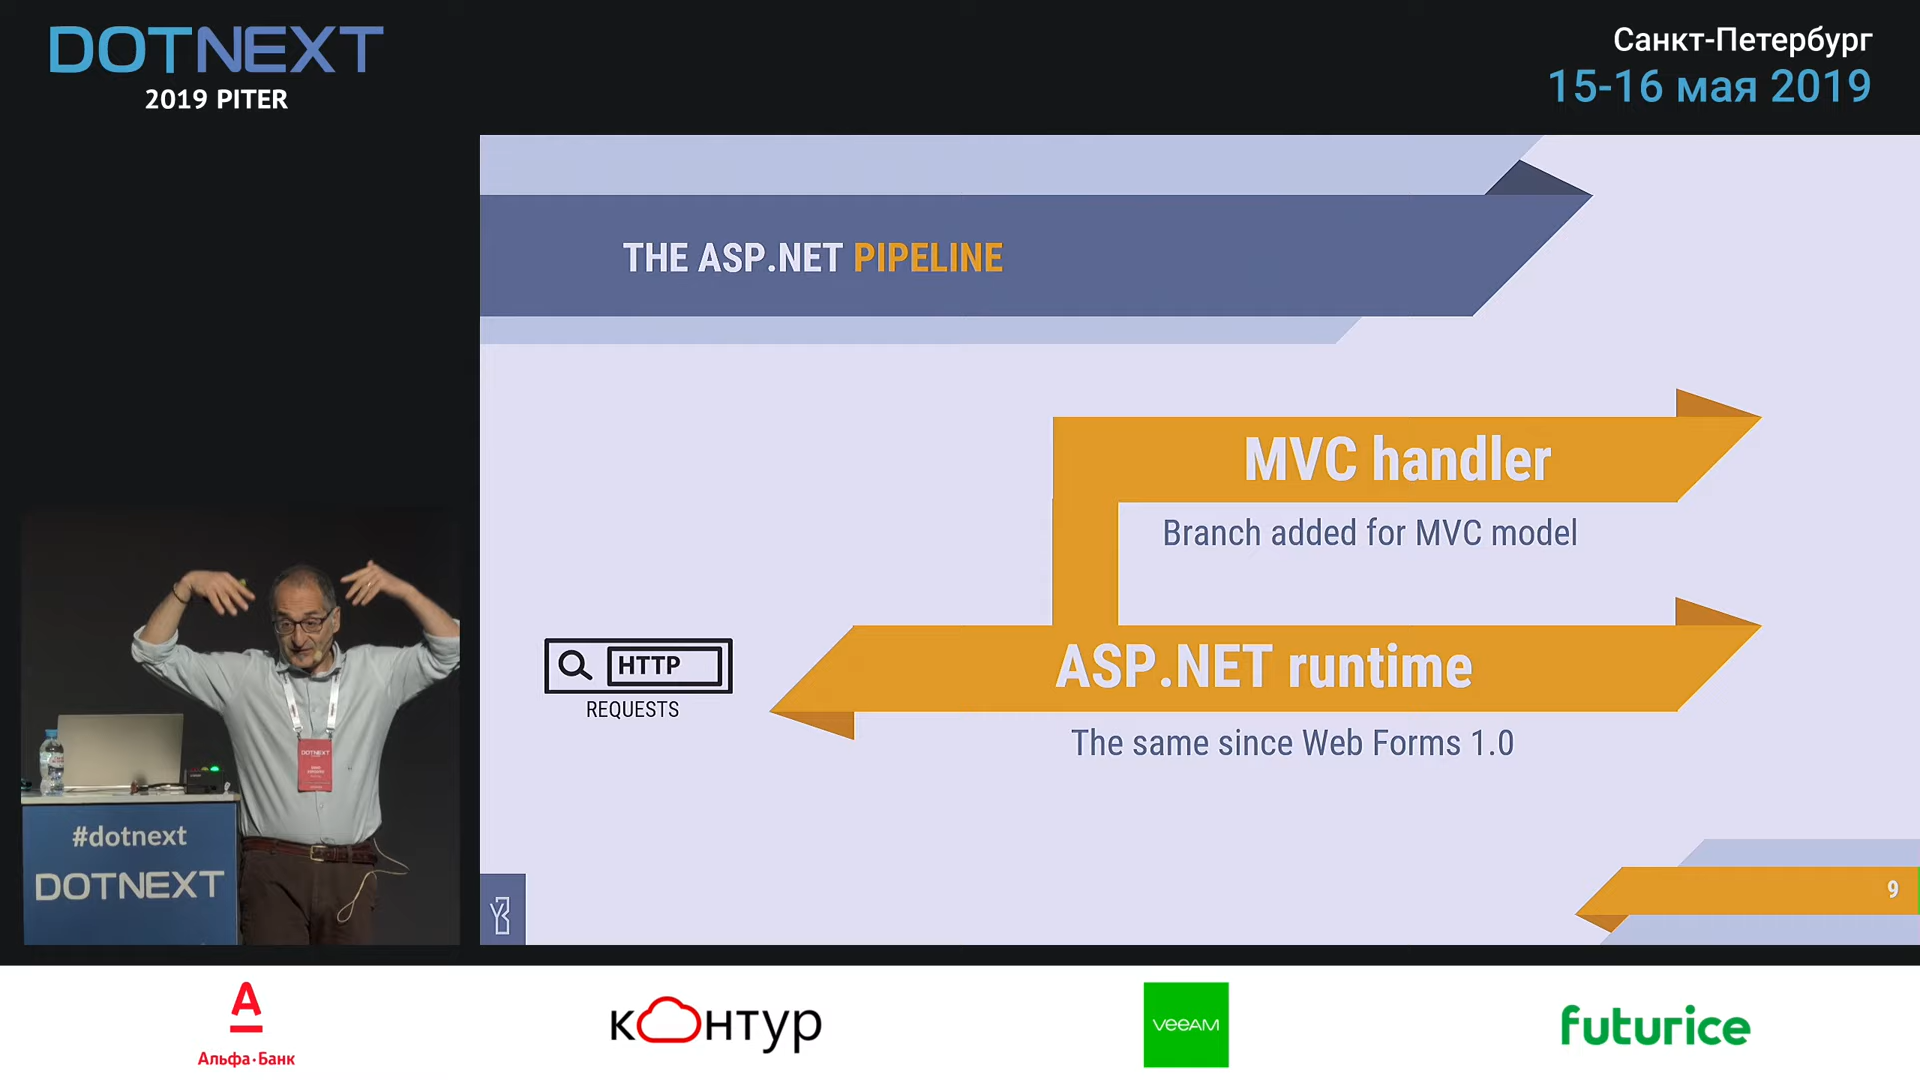 DOTNEXT
2019 PITER
Санкт-Петербург
15-16 мая 2019
THE ASP.NET PIPELINE
MVC handler
Branch added for MVC model
HTTP
REQUESTS
ASP.NET runtime
The same since Web Forms 1.0
9
DOTNEXT
#dotnext
DOTNEXT
А
Альфа·Банк
контур
veeAM
futurice